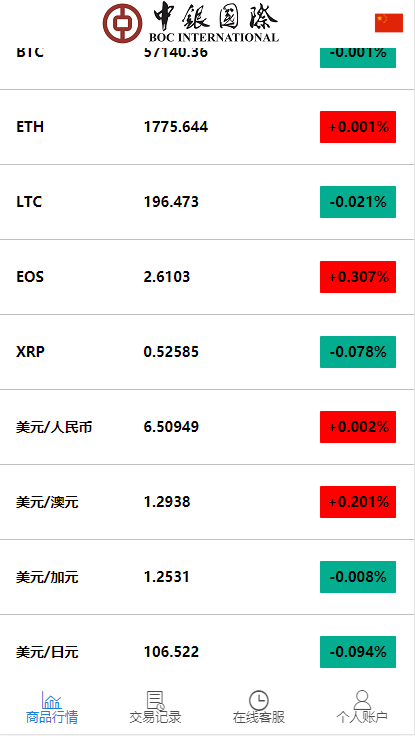 中銀國際
BOC INTERNATIONAL
BTC 57140.36 -0.001%
ETH 1775.644 +0.001%
LTC 196.473 -0.021%
EOS 2.6103 +0.307%
XRP 0.52585 -0.078%
美元/人民币 6.50949 +0.002%
美元/澳元 1.2938 +0.201%
美元/加元 1.2531 -0.008%
美元/日元 106.522 -0.094%
商品行情 交易记录 在线客服 个人账户